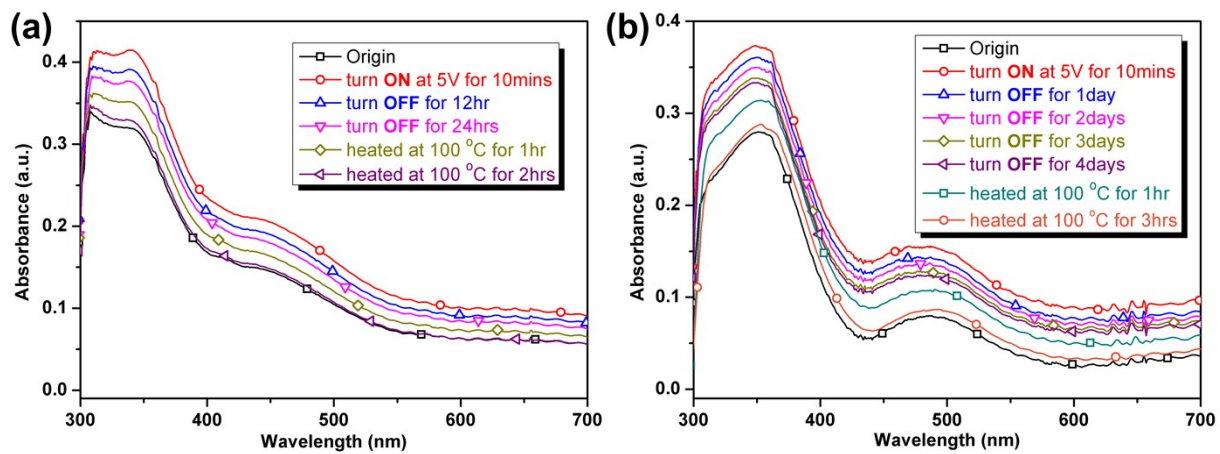 (a)
0.4
0.3
0.2
0.1
0.0
Absorbance (a.u.)
300 400 500 600 700
Wavelength (nm)
Origin
turn ON at 5V for 10mins
turn OFF for 12hr
turn OFF for 24hrs
heated at 100 °C for 1hr
heated at 100 °C for 2hrs
(b)
0.4
0.3
0.2
0.1
0.0
Absorbance (a.u.)
300 400 500 600 700
Wavelength (nm)
Origin
turn ON at 5V for 10mins
turn OFF for 1day
turn OFF for 2days
turn OFF for 3days
turn OFF for 4days
heated at 100 °C for 1hr
heated at 100 °C for 3hrs